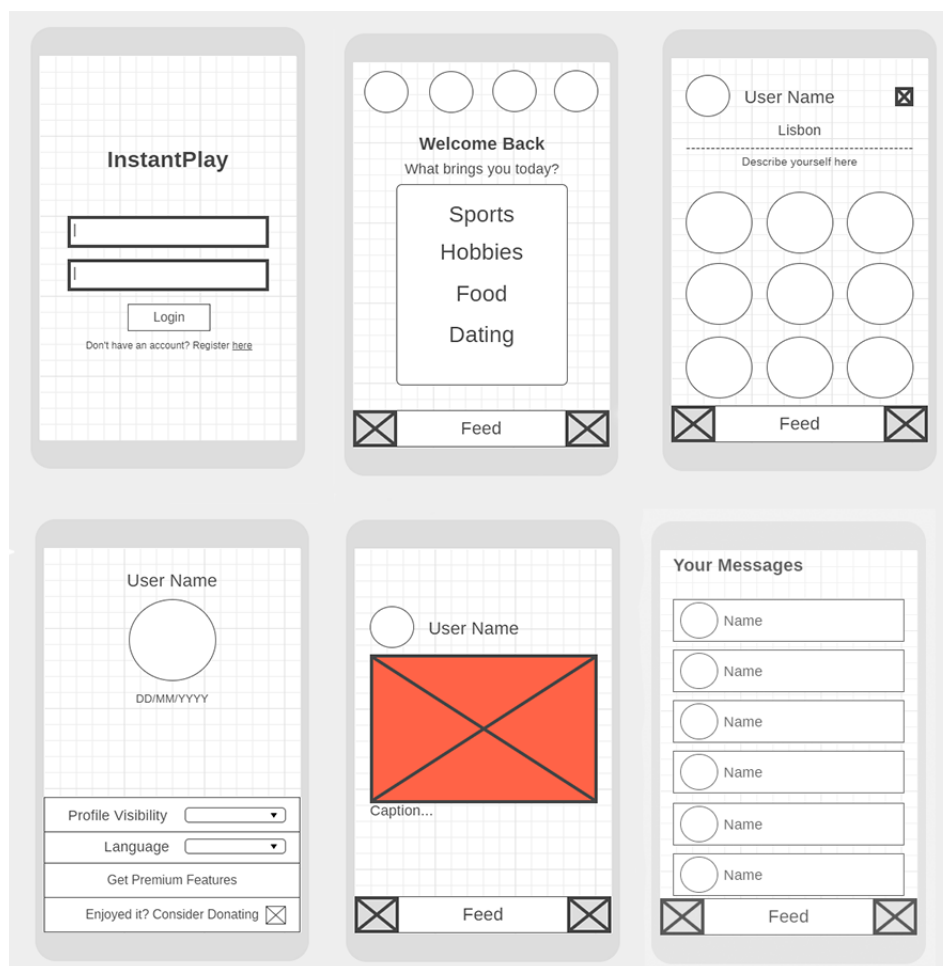 InstantPlay
Login
Don't have an account? Register here
Welcome Back
What brings you today?
Sports
Hobbies
Food
Dating
Feed
User Name
Lisbon
Describe yourself here
Feed
User Name
DD/MM/YYYY
Profile Visibility
Language
Get Premium Features
Enjoyed it? Consider Donating
User Name
Caption...
Feed
Your Messages
Name
Name
Name
Name
Name
Name
Feed